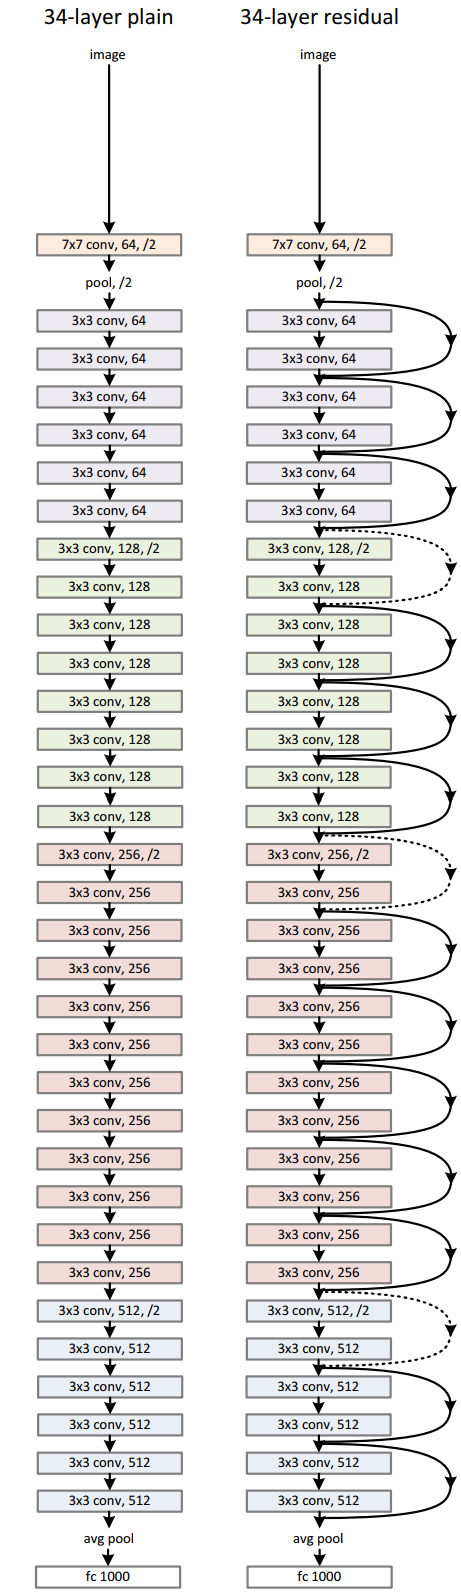 34-layer plain
image
7x7 conv, 64, /2
pool, /2
3x3 conv, 64
3x3 conv, 64
3x3 conv, 64
3x3 conv, 64
3x3 conv, 64
3x3 conv, 64
3x3 conv, 128, /2
3x3 conv, 128
3x3 conv, 128
3x3 conv, 128
3x3 conv, 128
3x3 conv, 128
3x3 conv, 128
3x3 conv, 128
3x3 conv, 256, /2
3x3 conv, 256
3x3 conv, 256
3x3 conv, 256
3x3 conv, 256
3x3 conv, 256
3x3 conv, 256
3x3 conv, 256
3x3 conv, 256
3x3 conv, 256
3x3 conv, 256
3x3 conv, 256
3x3 conv, 512, /2
3x3 conv, 512
3x3 conv, 512
3x3 conv, 512
3x3 conv, 512
3x3 conv, 512
avg pool
fc 1000
34-layer residual
image
7x7 conv, 64, /2
pool, /2
3x3 conv, 64
3x3 conv, 64
3x3 conv, 64
3x3 conv, 64
3x3 conv, 64
3x3 conv, 64
3x3 conv, 128, /2
3x3 conv, 128
3x3 conv, 128
3x3 conv, 128
3x3 conv, 128
3x3 conv, 128
3x3 conv, 128
3x3 conv, 128
3x3 conv, 256, /2
3x3 conv, 256
3x3 conv, 256
3x3 conv, 256
3x3 conv, 256
3x3 conv, 256
3x3 conv, 256
3x3 conv, 256
3x3 conv, 256
3x3 conv, 256
3x3 conv, 256
3x3 conv, 256
3x3 conv, 512, /2
3x3 conv, 512
3x3 conv, 512
3x3 conv, 512
3x3 conv, 512
3x3 conv, 512
avg pool
fc 1000